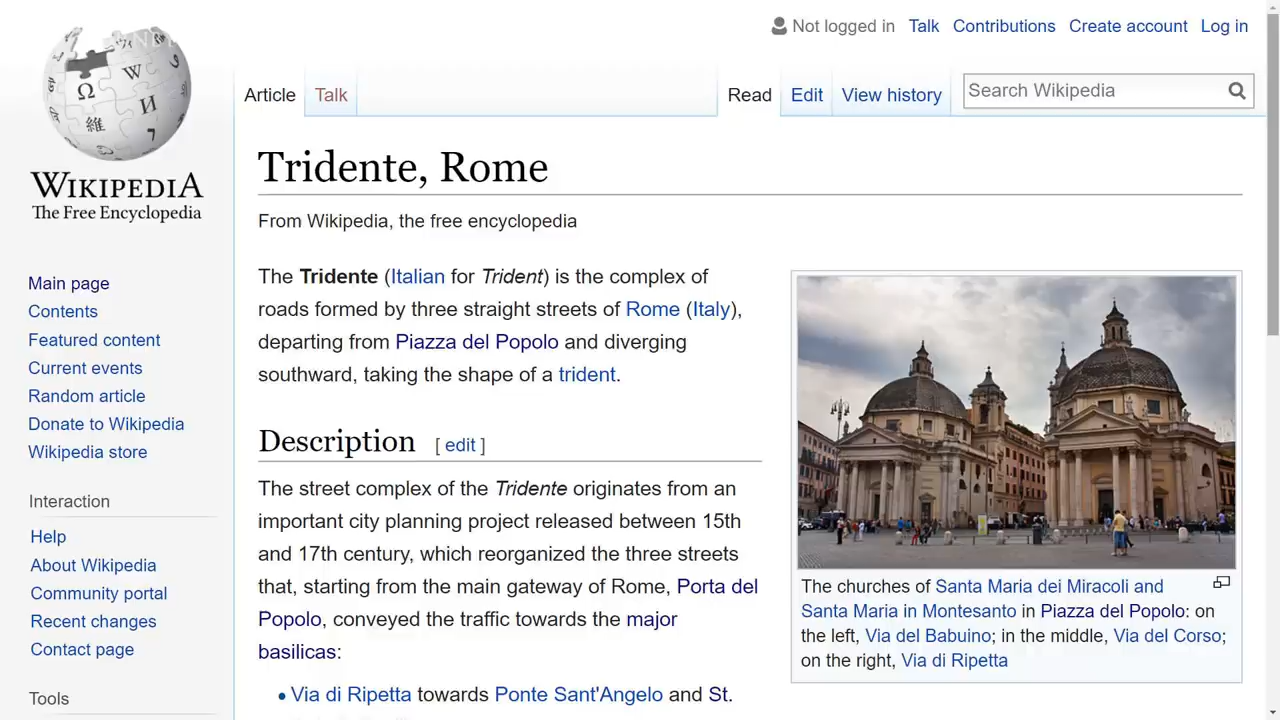 Not logged in Talk Contributions Create account Log in
Article Talk Read Edit View history Search Wikipedia
WIKIPEDIA
The Free Encyclopedia
Main page
Contents
Featured content
Current events
Random article
Donate to Wikipedia
Wikipedia store
Interaction
Help
About Wikipedia
Community portal
Recent changes
Contact page
Tools
Tridente, Rome
From Wikipedia, the free encyclopedia
The Tridente (Italian for Trident) is the complex of
roads formed by three straight streets of Rome (Italy),
departing from Piazza del Popolo and diverging
southward, taking the shape of a trident.
Description [ edit ]
The street complex of the Tridente originates from an
important city planning project released between 15th
and 17th century, which reorganized the three streets
that, starting from the main gateway of Rome, Porta del
Popolo, conveyed the traffic towards the major
basilicas:
• Via di Ripetta towards Ponte Sant'Angelo and St.
The churches of Santa Maria dei Miracoli and
Santa Maria in Montesanto in Piazza del Popolo: on
the left, Via del Babuino; in the middle, Via del Corso;
on the right, Via di Ripetta